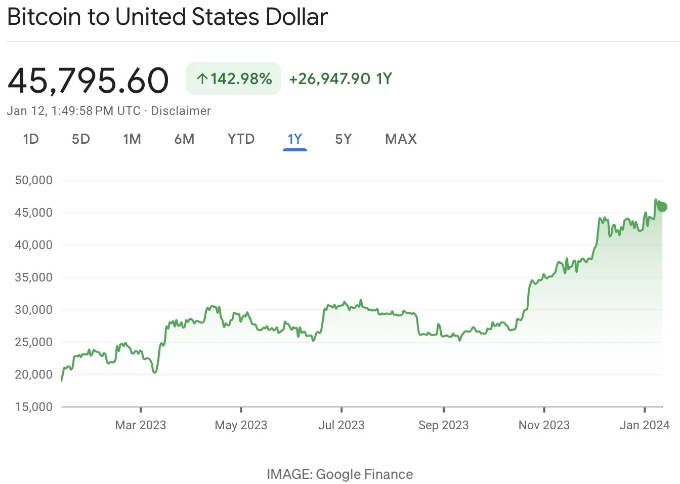 Bitcoin to United States Dollar
45,795.60 ↑142.98% +26,947.90 1Y
Jan 12, 1:49:58 PM UTC · Disclaimer
1D 5D 1M 6M YTD 1Y 5Y MAX
50,000
45,000
40,000
35,000
30,000
25,000
20,000
15,000
Mar 2023 May 2023 Jul 2023 Sep 2023 Nov 2023 Jan 2024
IMAGE: Google Finance